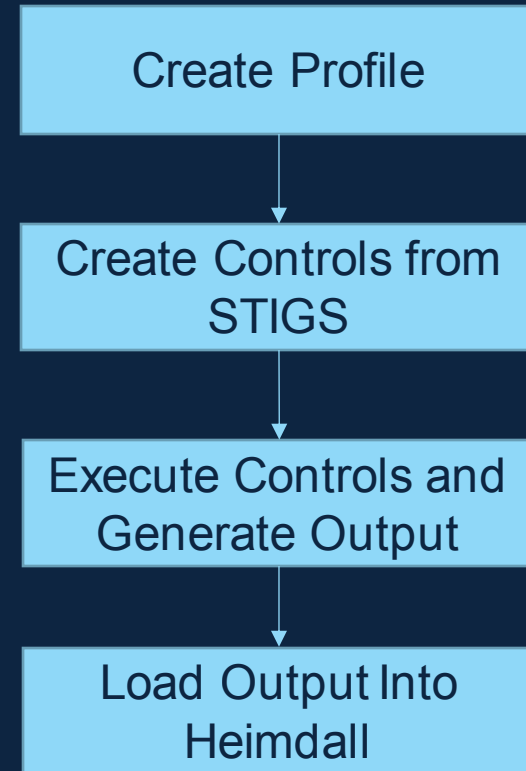 Create Profile
Create Controls from
STIGS
Execute Controls and
Generate Output
Load Output Into
Heimdall